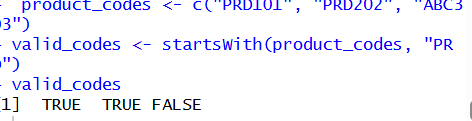 product_codes <- c("PRD101", "PRD202", "ABC3
03")
valid_codes <- startsWith(product_codes, "PR
")
valid_codes
1]  TRUE  TRUE FALSE